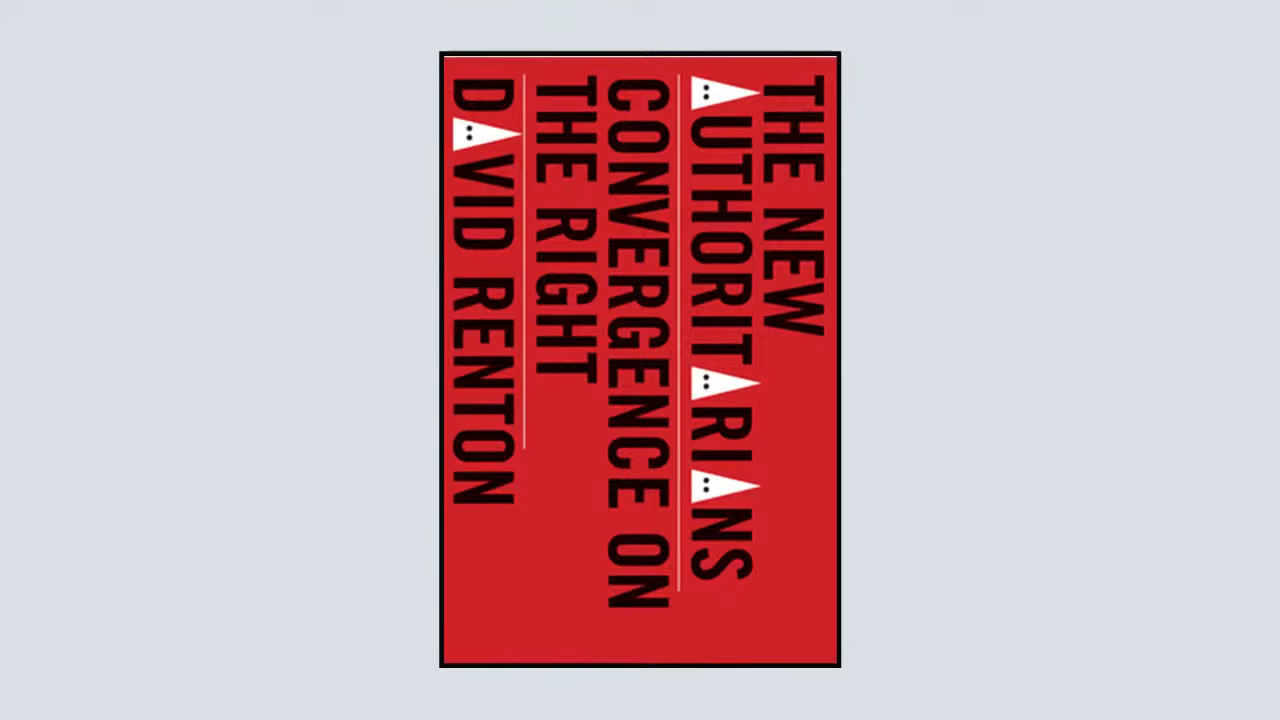 THE NEW
AUTHORITARIANS
CONVERGENCE ON
THE RIGHT
DAVID RENTON